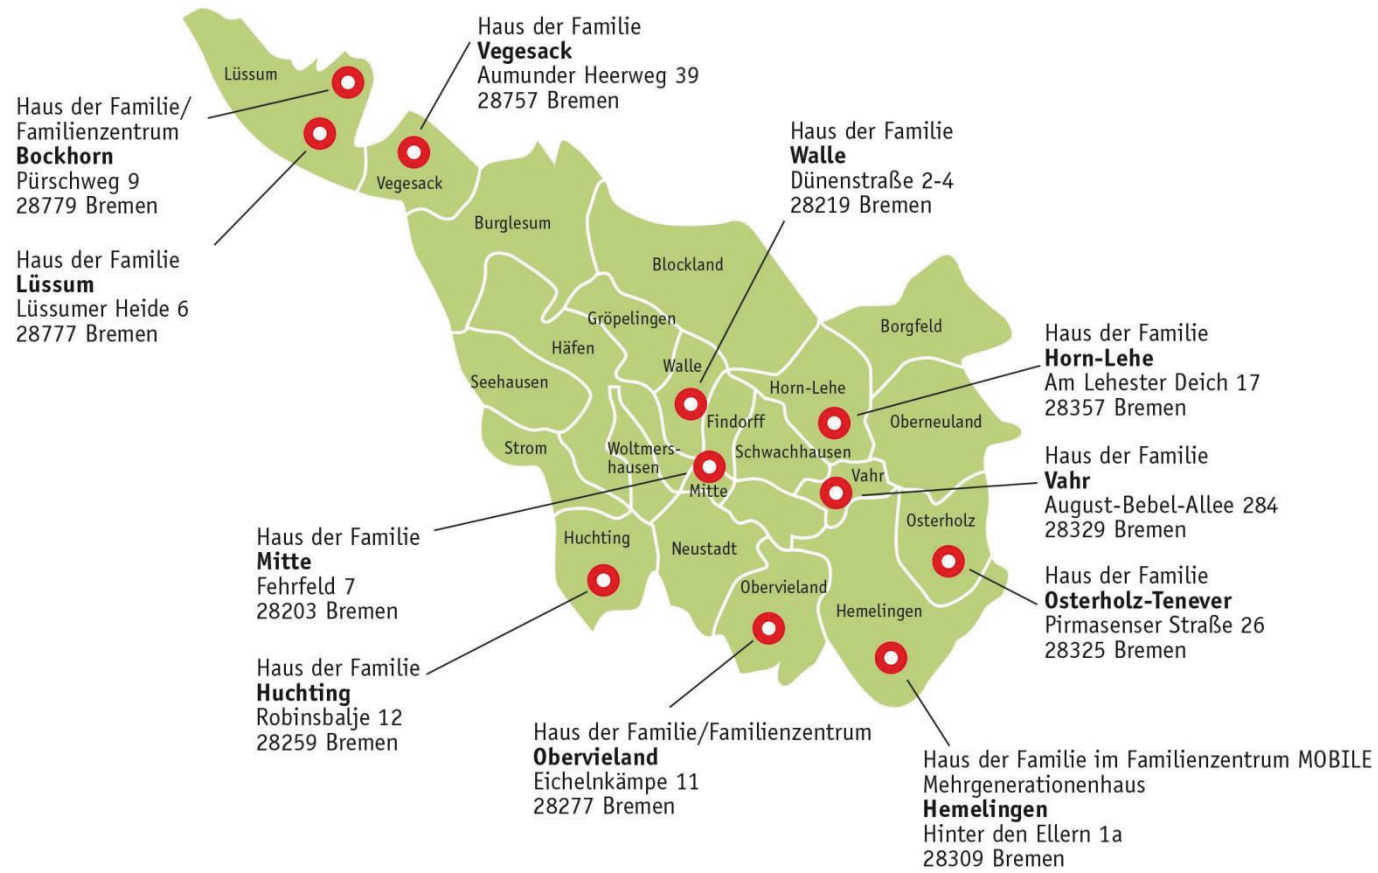 Haus der Familie
Vegesack
Aumunder Heerweg 39
28757 Bremen
Haus der Familie/
Familienzentrum
Bockhorn
Pürschweg 9
28779 Bremen
Haus der Familie
Walle
Dünenstraße 2-4
28219 Bremen
Haus der Familie
Lüssum
Lüssumer Heide 6
28777 Bremen
Haus der Familie
Horn-Lehe
Am Lehester Deich 17
28357 Bremen
Haus der Familie
Vahr
August-Bebel-Allee 284
28329 Bremen
Haus der Familie
Mitte
Fehrfeld 7
28203 Bremen
Haus der Familie
Osterholz-Tenever
Pirmasenser Straße 26
28325 Bremen
Haus der Familie
Huchting
Robinsbalje 12
28259 Bremen
Haus der Familie/Familienzentrum
Obervieland
Eichelnkämpe 11
28277 Bremen
Haus der Familie im Familienzentrum MOBILE
Mehrgenerationenhaus
Hemelingen
Hinter den Ellern 1a
28309 Bremen
Lüssum
Vegesack
Burglesum
Blockland
Gröpelingen
Borgfeld
Häfen
Walle
Seehausen
Horn-Lehe
Findorff
Oberneuland
Strom
Woltmers-
hausen
Schwachhausen
Vahr
Mitte
Osterholz
Huchting
Neustadt
Obervieland
Hemelingen